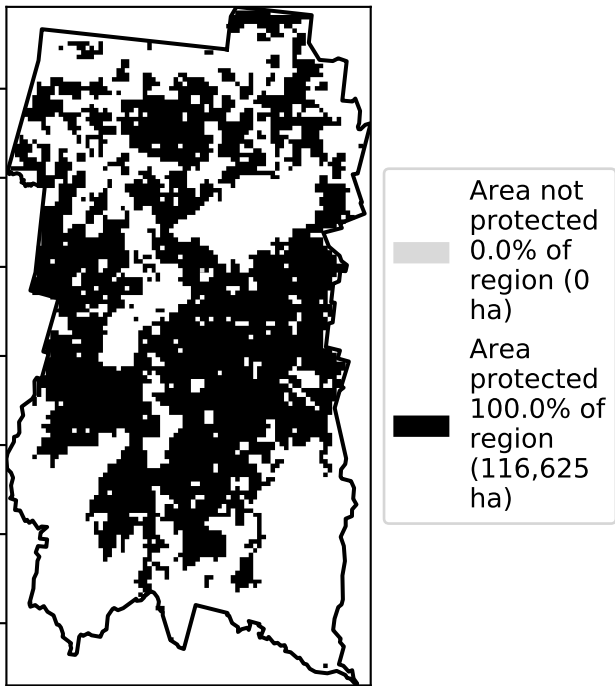 Area not
protected
0.0% of
region (0
ha)
Area
protected
100.0% of
region
(116,625
ha)